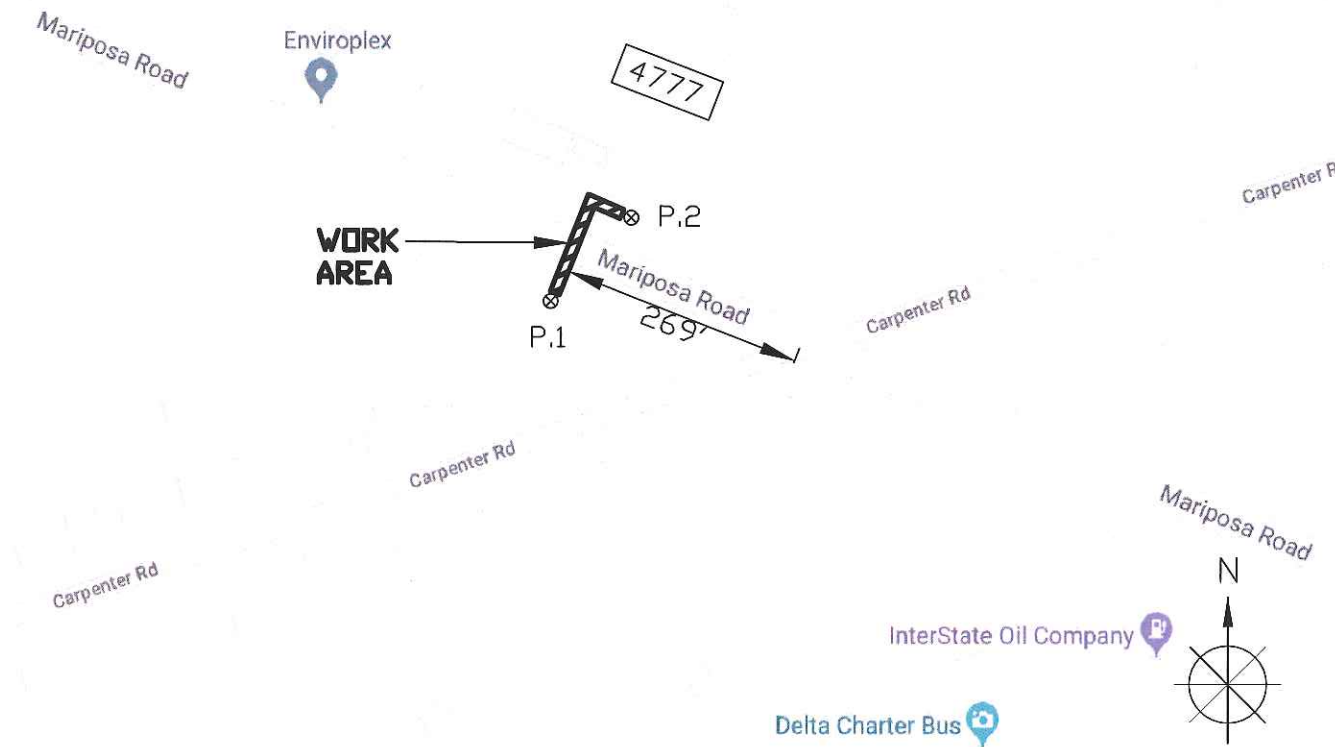 Mariposa Road
Enviroplex
4777
Carpenter R
P.2
WORK
AREA
Mariposa Road
269'
Carpenter Rd
P.1
Carpenter Rd
Mariposa Road
Carpenter Rd
N
InterState Oil Company
Delta Charter Bus